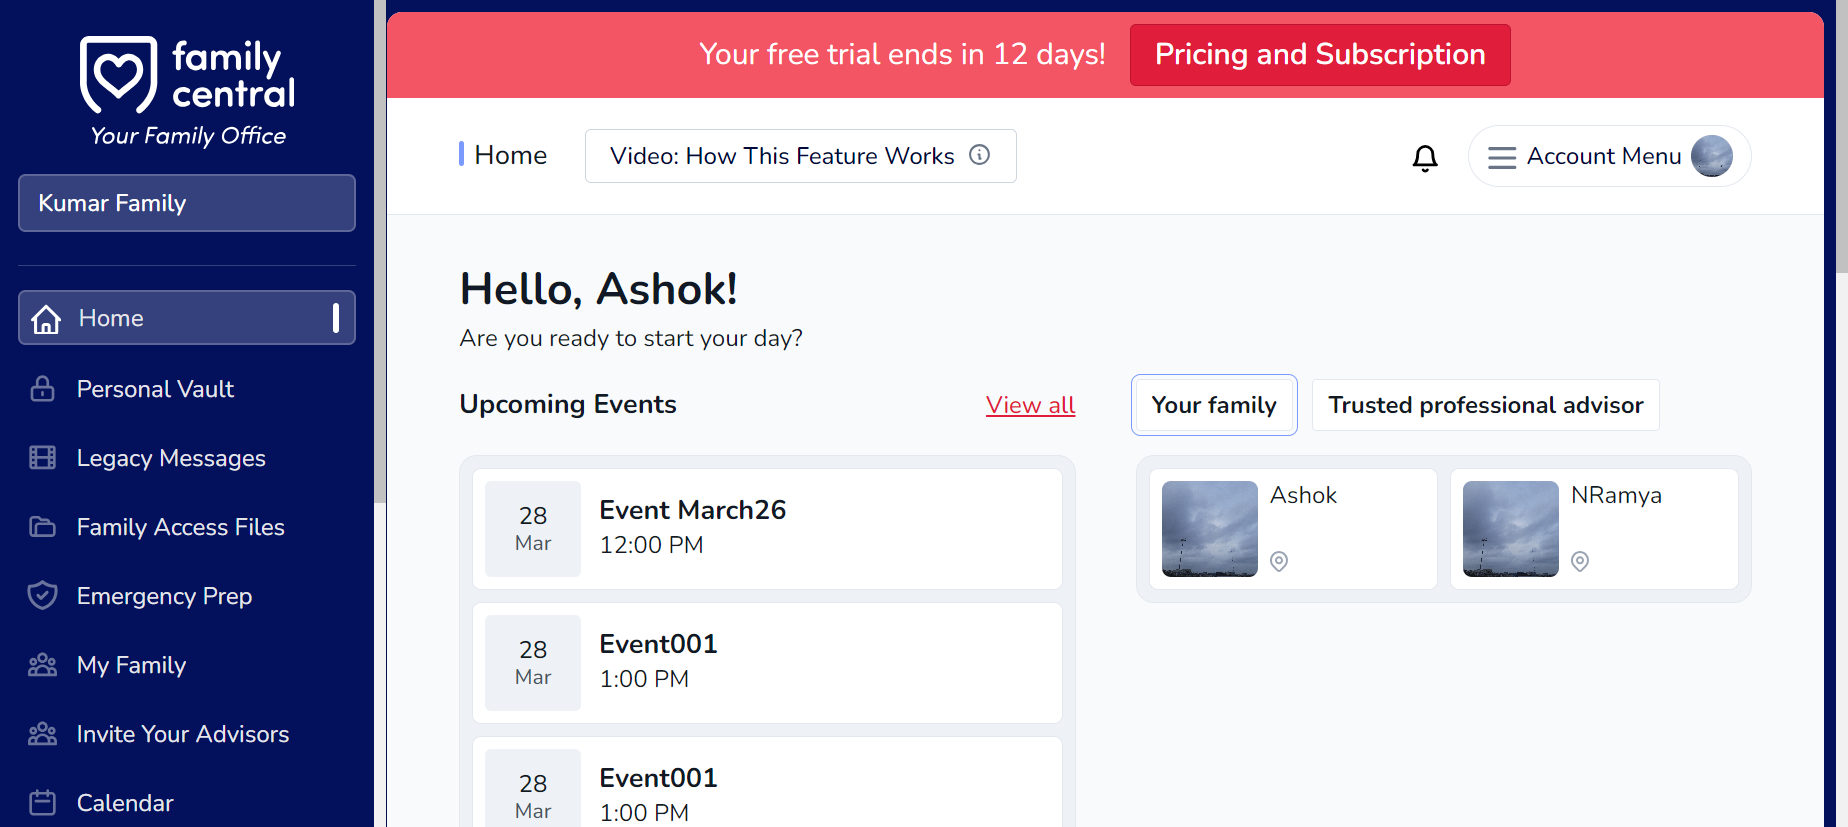 family
central
Your Family Office
Kumar Family
Home
Personal Vault
Legacy Messages
Family Access Files
Emergency Prep
My Family
Invite Your Advisors
Calendar
Your free trial ends in 12 days!
Pricing and Subscription
Home
Video: How This Feature Works
Account Menu
Hello, Ashok!
Are you ready to start your day?
Upcoming Events
View all
28
Mar
Event March26
12:00 PM
28
Mar
Event001
1:00 PM
28
Mar
Event001
1:00 PM
Your family
Trusted professional advisor
Ashok
NRamya